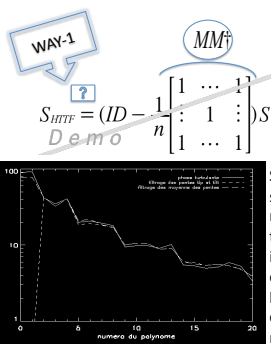 WAY-1
MM†
?
S_HTTF = (ID - 1/n [1 ⋯ 1 ⋮ 1 ⋮ 1 ⋯ 1])S
Demo
100
10
1
phase turbulente
filtrage des pentes tip et tilt
filtrage des moyenne des pentes
0 5 10 15 20
numero du polynome